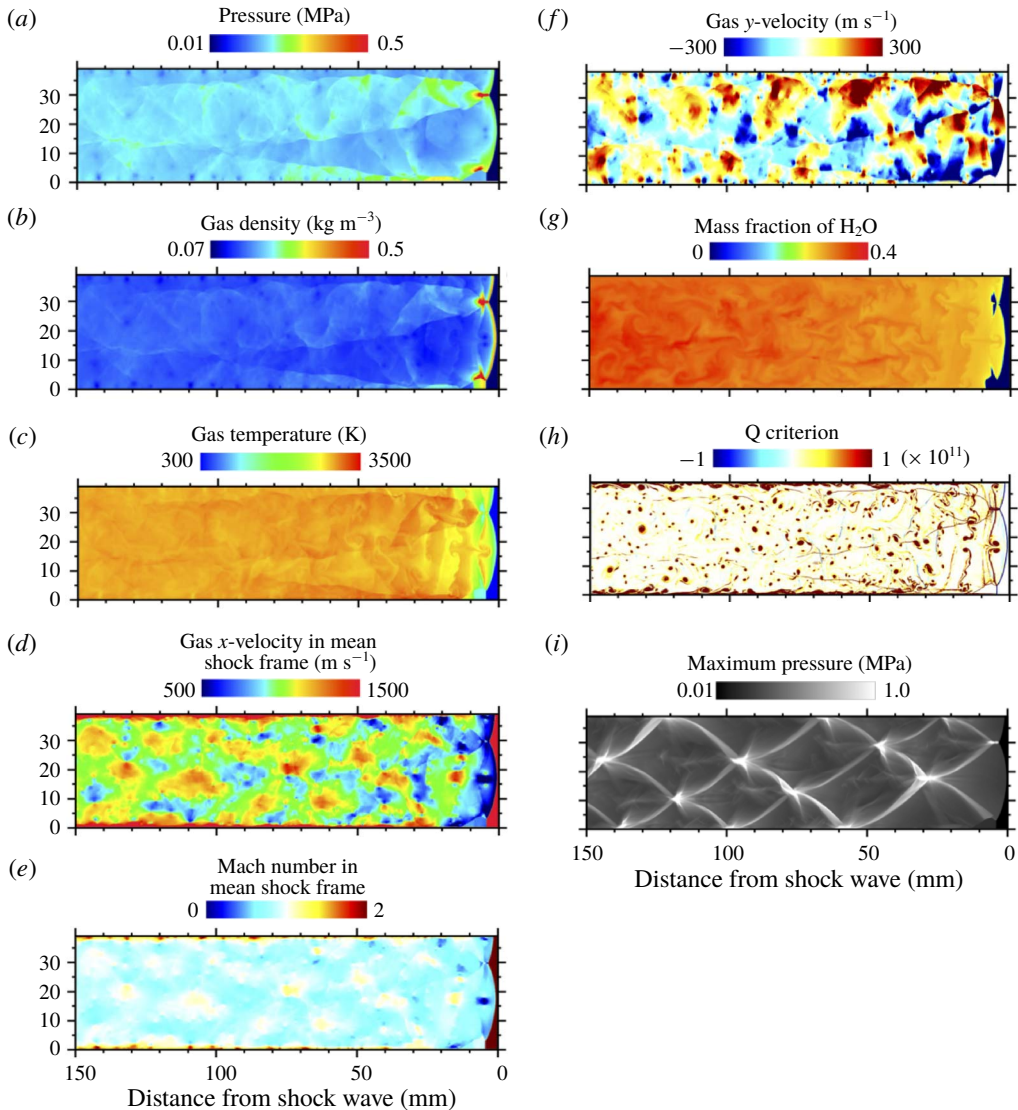 (a)
Pressure (MPa)
0.01 0.5
30
20
10
0
(b)
Gas density (kg m⁻³)
0.07 0.5
30
20
10
0
(c)
Gas temperature (K)
300 3500
30
20
10
0
(d)
Gas x-velocity in mean
shock frame (m s⁻¹)
500 1500
30
20
10
0
(e)
Mach number in
mean shock frame
0 2
30
20
10
0
150 100 50 0
Distance from shock wave (mm)
(f)
Gas y-velocity (m s⁻¹)
−300 300
(g)
Mass fraction of H₂O
0 0.4
(h)
Q criterion
−1 1 (× 10¹¹)
(i)
Maximum pressure (MPa)
0.01 1.0
150 100 50 0
Distance from shock wave (mm)